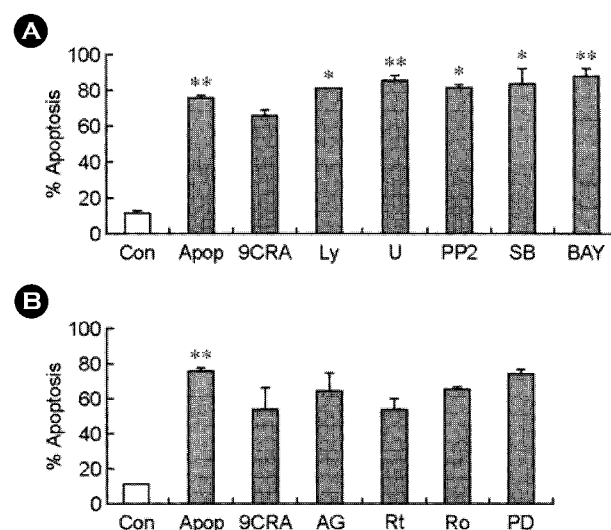 A
% Apoptosis
100
80
60
40
20
0
** * ** * * **
Con Apop 9CRA Ly U PP2 SB BAY
B
% Apoptosis
100
80
60
40
20
0
**
Con Apop 9CRA AG Rt Ro PD